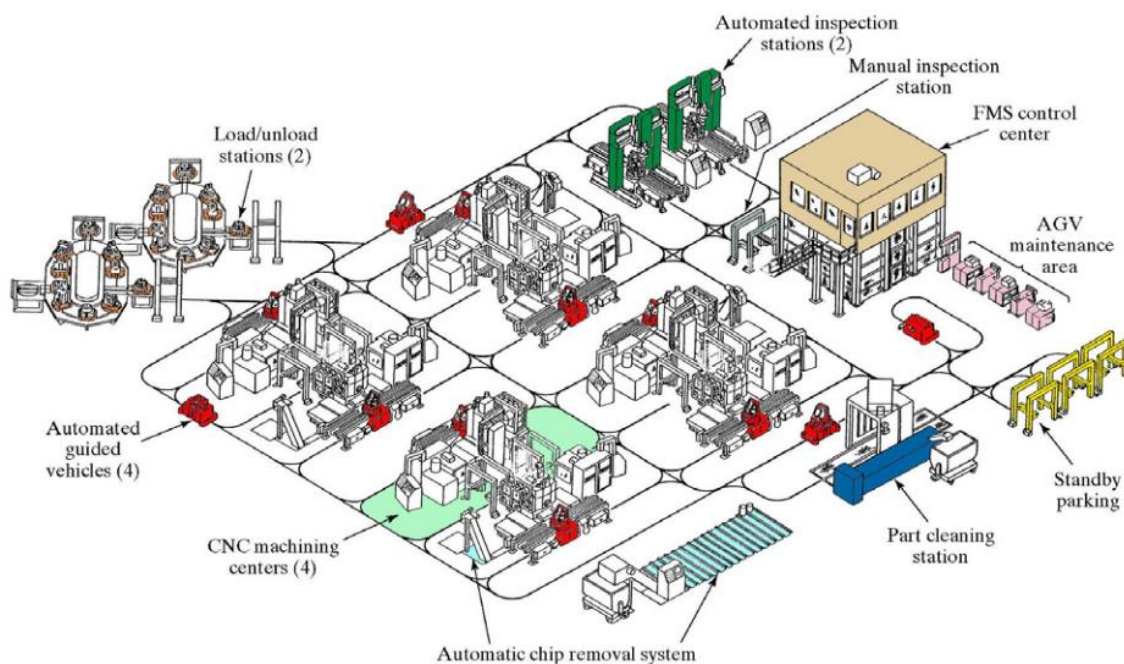 Automated inspection
stations (2)
Manual inspection
station
FMS control
center
Load/unload
stations (2)
AGV
maintenance
area
Automated
guided
vehicles (4)
Standby
parking
Part cleaning
station
CNC machining
centers (4)
Automatic chip removal system